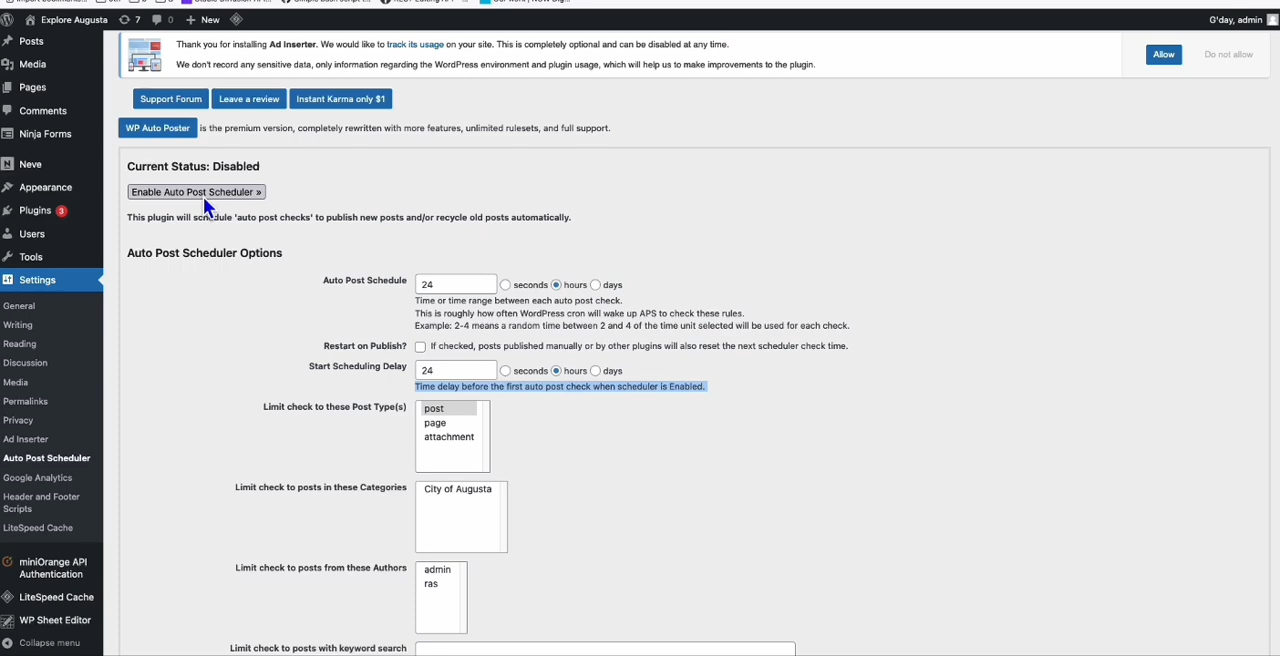 Explore Augusta 7 0 New G'day, admin
Posts
Media
Pages
Comments
Ninja Forms
Neve
Appearance
Plugins 3
Users
Tools
Settings
General
Writing
Reading
Discussion
Media
Permalinks
Privacy
Ad Inserter
Auto Post Scheduler
Google Analytics
Header and Footer
Scripts
LiteSpeed Cache
miniOrange API
Authentication
LiteSpeed Cache
WP Sheet Editor
Collapse menu
Thank you for installing Ad Inserter. We would like to track its usage on your site. This is completely optional and can be disabled at any time.
We don't record any sensitive data, only information regarding the WordPress environment and plugin usage, which will help us to make improvements to the plugin.
Allow Do not allow
Support Forum Leave a review Instant Karma only $1
WP Auto Poster is the premium version, completely rewritten with more features, unlimited rulesets, and full support.
Current Status: Disabled
Enable Auto Post Scheduler »
This plugin will schedule 'auto post checks' to publish new posts and/or recycle old posts automatically.
Auto Post Scheduler Options
Auto Post Schedule 24 seconds hours days
Time or time range between each auto post check.
This is roughly how often WordPress cron will wake up APS to check these rules.
Example: 2-4 means a random time between 2 and 4 of the time unit selected will be used for each check.
Restart on Publish? If checked, posts published manually or by other plugins will also reset the next scheduler check time.
Start Scheduling Delay 24 seconds hours days
Time delay before the first auto post check when scheduler is Enabled.
Limit check to these Post Type(s) post
page
attachment
Limit check to posts in these Categories City of Augusta
Limit check to posts from these Authors admin
ras
Limit check to posts with keyword search